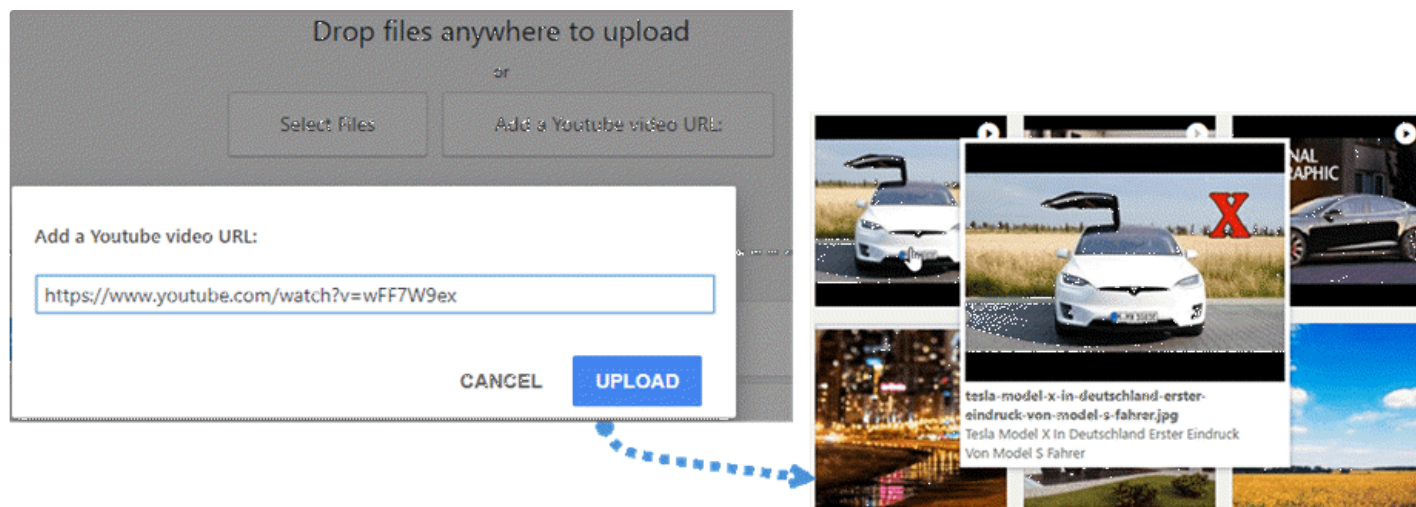 Drop files anywhere to upload
or
Select Files
Add a Youtube video URL:
Add a Youtube video URL:
https://www.youtube.com/watch?v=wFF7W9ex
CANCEL
UPLOAD
NAL
APHIC
X
tesla-model-x-in-deutschland-erster-
eindruck-von-model-s-fahrer.jpg
Tesla Model X In Deutschland Erster Eindruck
Von Model S Fahrer